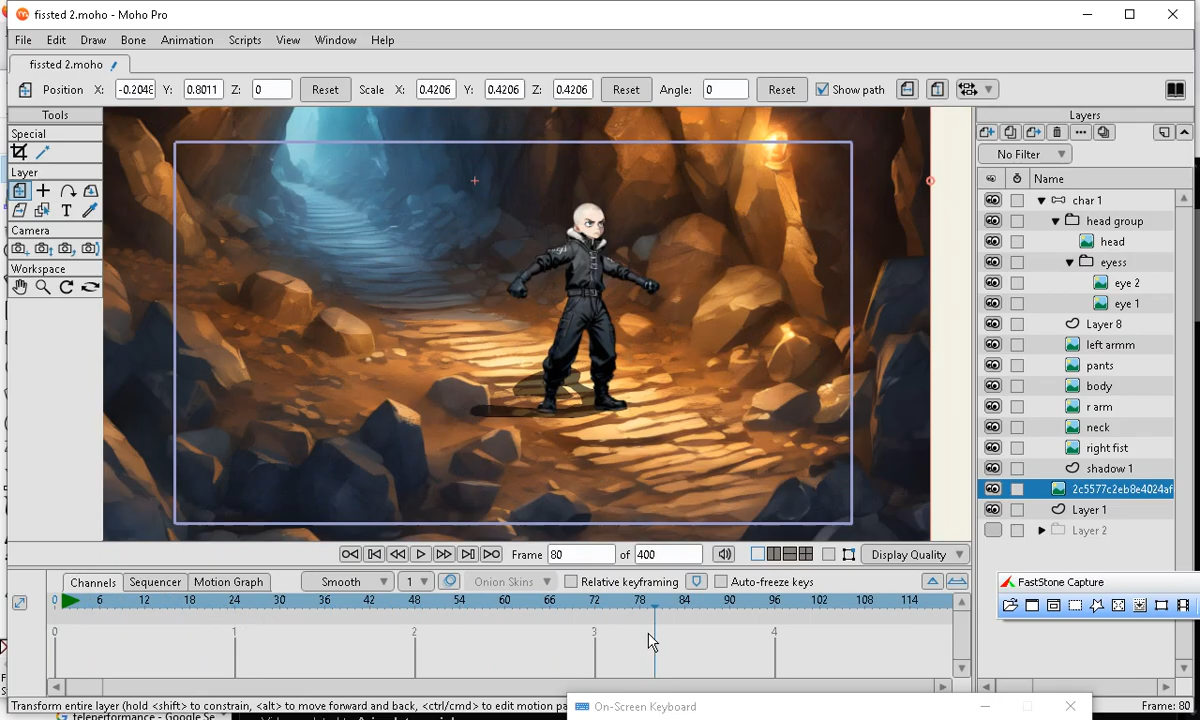 fissted 2.moho - Moho Pro
File Edit Draw Bone Animation Scripts View Window Help
fissted 2.moho
Position X: -0.204 Y: 0.8011 Z: 0 Reset Scale X: 0.4206 Y: 0.4206 Z: 0.4206 Reset Angle: 0 Reset Show path
Tools
Special
Layer
T
Camera
Workspace
Layers
No Filter
Name
char 1
head group
head
eyess
eye 2
eye 1
Layer 8
left armm
pants
body
r arm
neck
right fist
shadow 1
2c5577c2eb8e4024af
Layer 1
Layer 2
Frame 80 of 400 Display Quality
Channels Sequencer Motion Graph Smooth 1 Onion Skins Relative keyframing Auto-freeze keys
0 6 12 18 24 30 36 42 48 54 60 66 72 78 84 90 96 102 108 114
0 1 2 3 4
FastStone Capture
Transform entire layer (hold <shift> to constrain, <alt> to move forward and back, <ctrl/cmd> to edit motion pa
Frame: 80
On-Screen Keyboard
teleperformance - Google Se